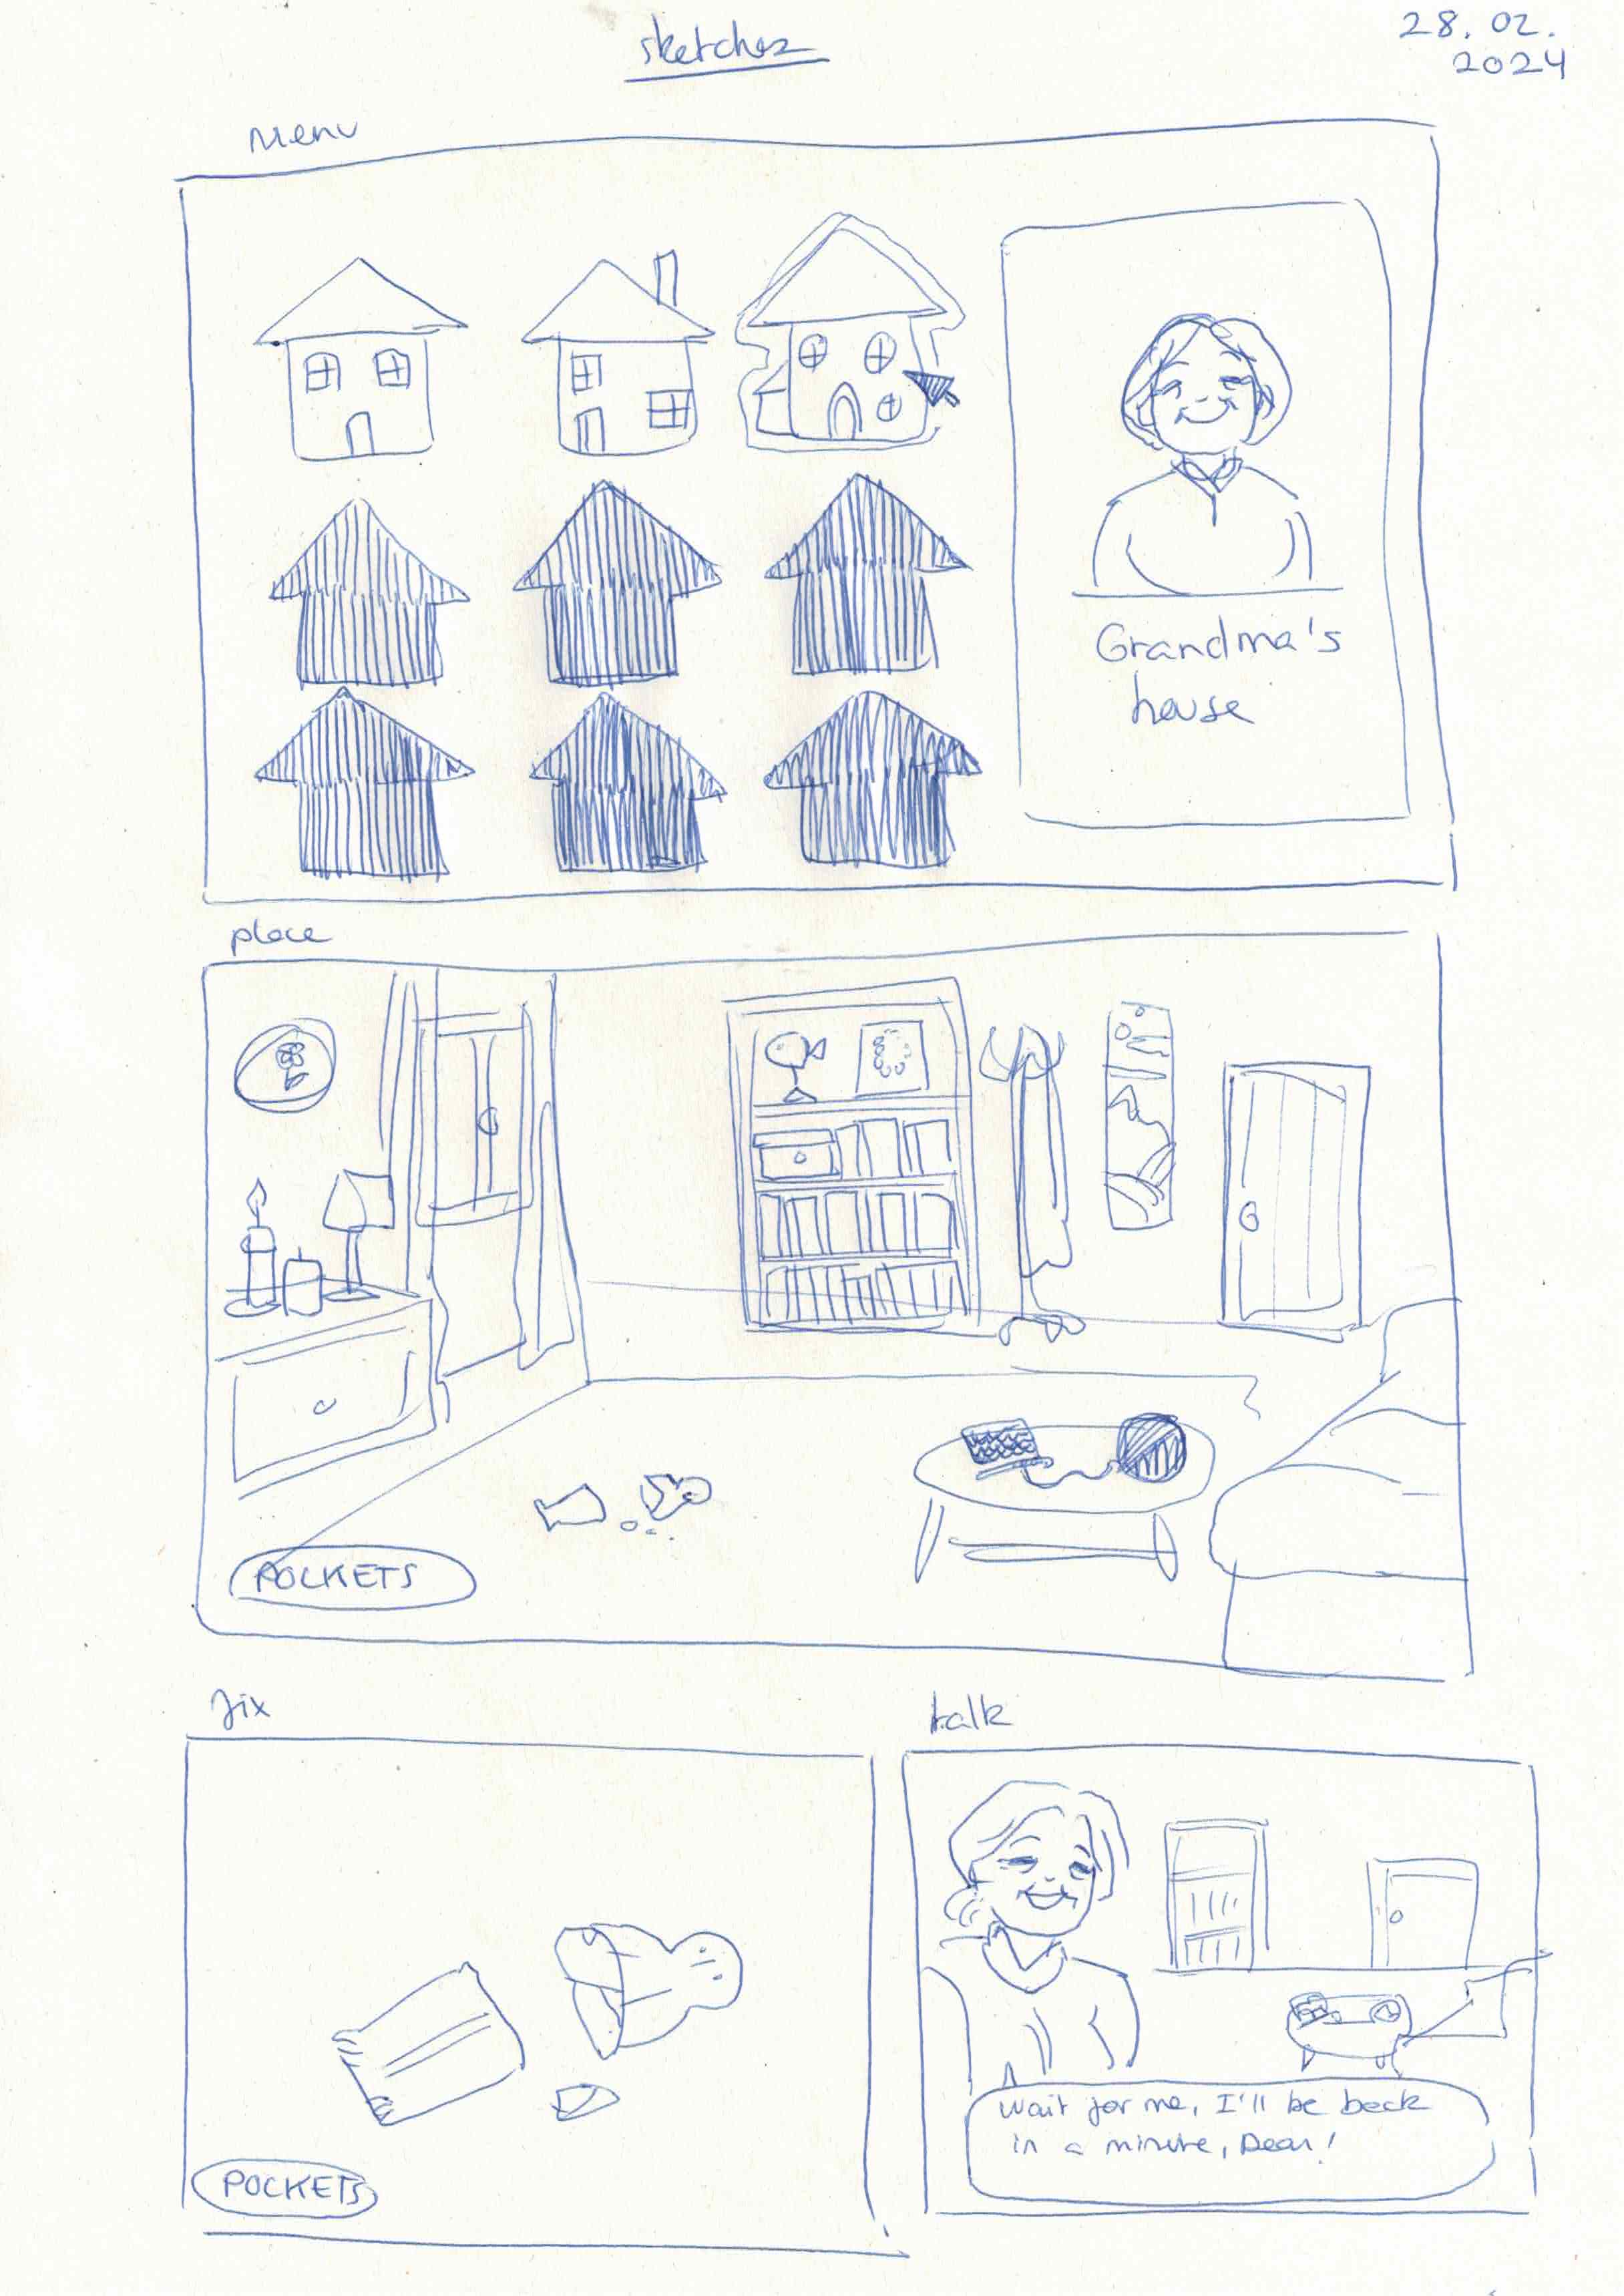 sketches
28. 02.
2024
Menu
Grandma's
house
place
POCKETS
fix
talk
Wait for me, I'll be back
in a minute, Dear!
POCKETS